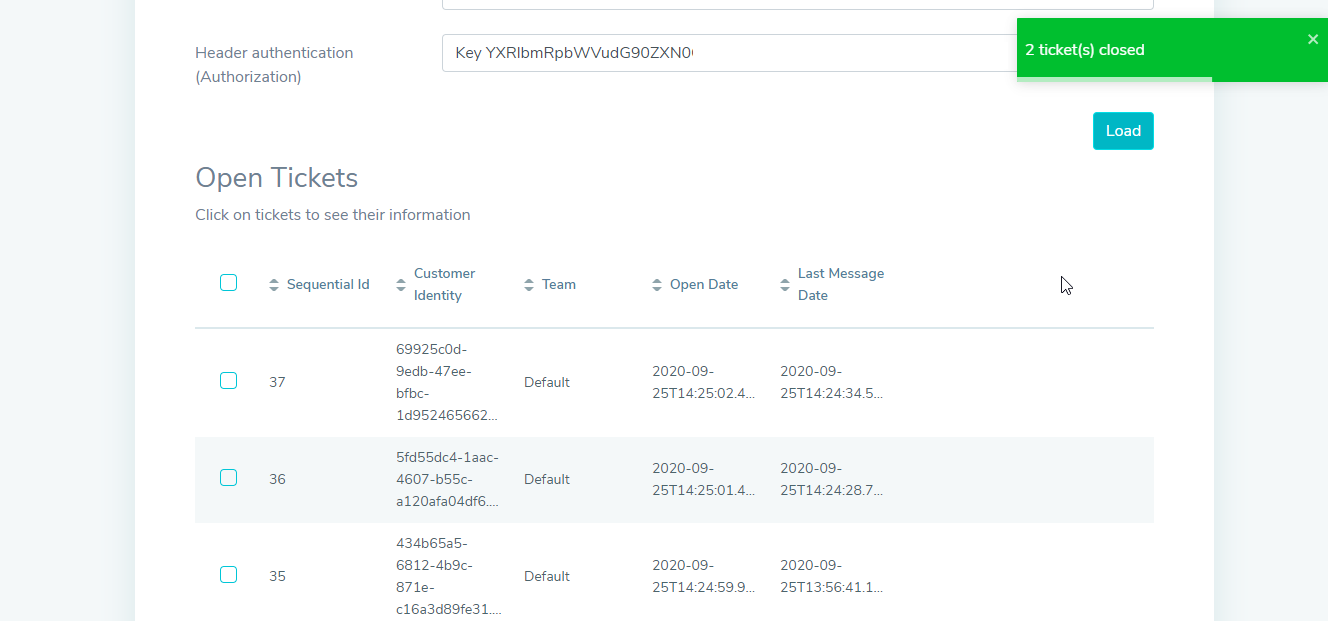 Header authentication
(Authorization)
Key YXRlbmRpbWVudG90ZXN0
2 ticket(s) closed
Load
Open Tickets
Click on tickets to see their information
Sequential Id
Customer
Identity
Team
Open Date
Last Message
Date
37
69925c0d-
9edb-47ee-
bfbc-
1d952465662...
Default
2020-09-
25T14:25:02.4...
2020-09-
25T14:24:34.5...
36
5fd55dc4-1aac-
4607-b55c-
a120afa04df6....
Default
2020-09-
25T14:25:01.4...
2020-09-
25T14:24:28.7...
35
434b65a5-
6812-4b9c-
871e-
c16a3d89fe31....
Default
2020-09-
25T14:24:59.9...
2020-09-
25T13:56:41.1...